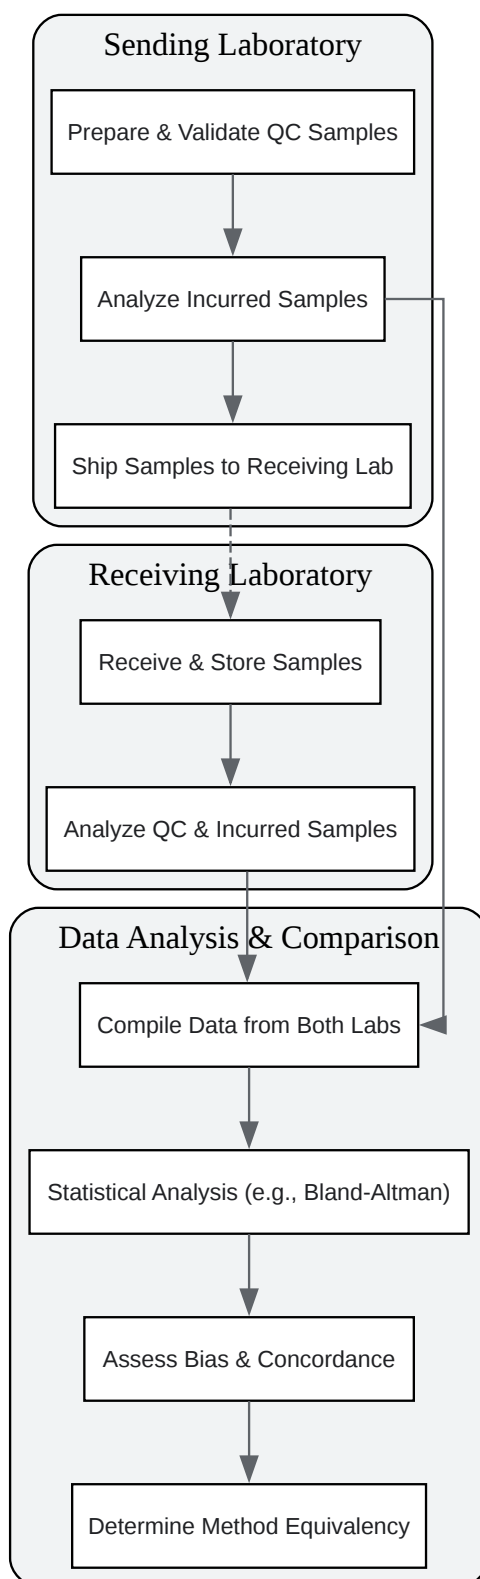 Sending Laboratory
Prepare & Validate QC Samples
Analyze Incurred Samples
Ship Samples to Receiving Lab
Receiving Laboratory
Receive & Store Samples
Analyze QC & Incurred Samples
Data Analysis & Comparison
Compile Data from Both Labs
Statistical Analysis (e.g., Bland-Altman)
Assess Bias & Concordance
Determine Method Equivalency